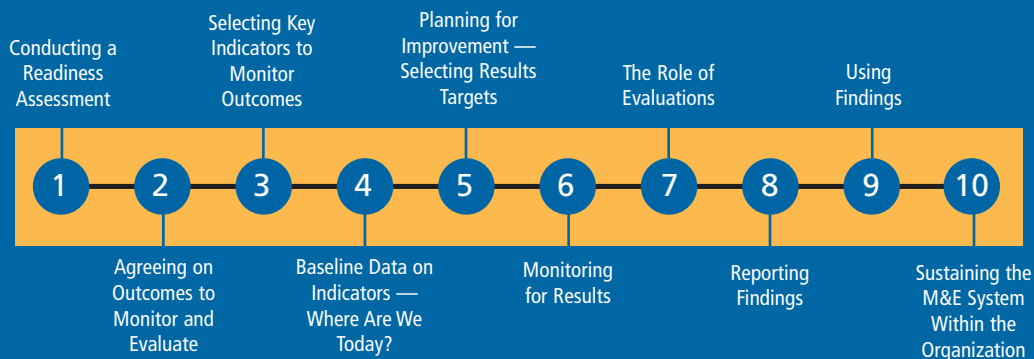 Conducting a
Readiness
Assessment
Selecting Key
Indicators to
Monitor
Outcomes
Planning for
Improvement —
Selecting Results
Targets
The Role of
Evaluations
Using
Findings
1
2
3
4
5
6
7
8
9
10
Agreeing on
Outcomes to
Monitor and
Evaluate
Baseline Data on
Indicators —
Where Are We
Today?
Monitoring
for Results
Reporting
Findings
Sustaining the
M&E System
Within the
Organization